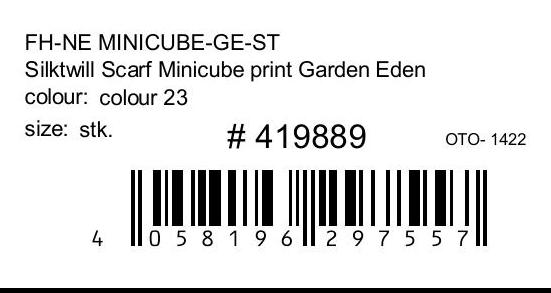 FH-NE MINICUBE-GE-ST
Silktwill Scarf Minicube print Garden Eden
colour: colour 23
size: stk.
# 419889
OTO- 1422
4 058196 297557